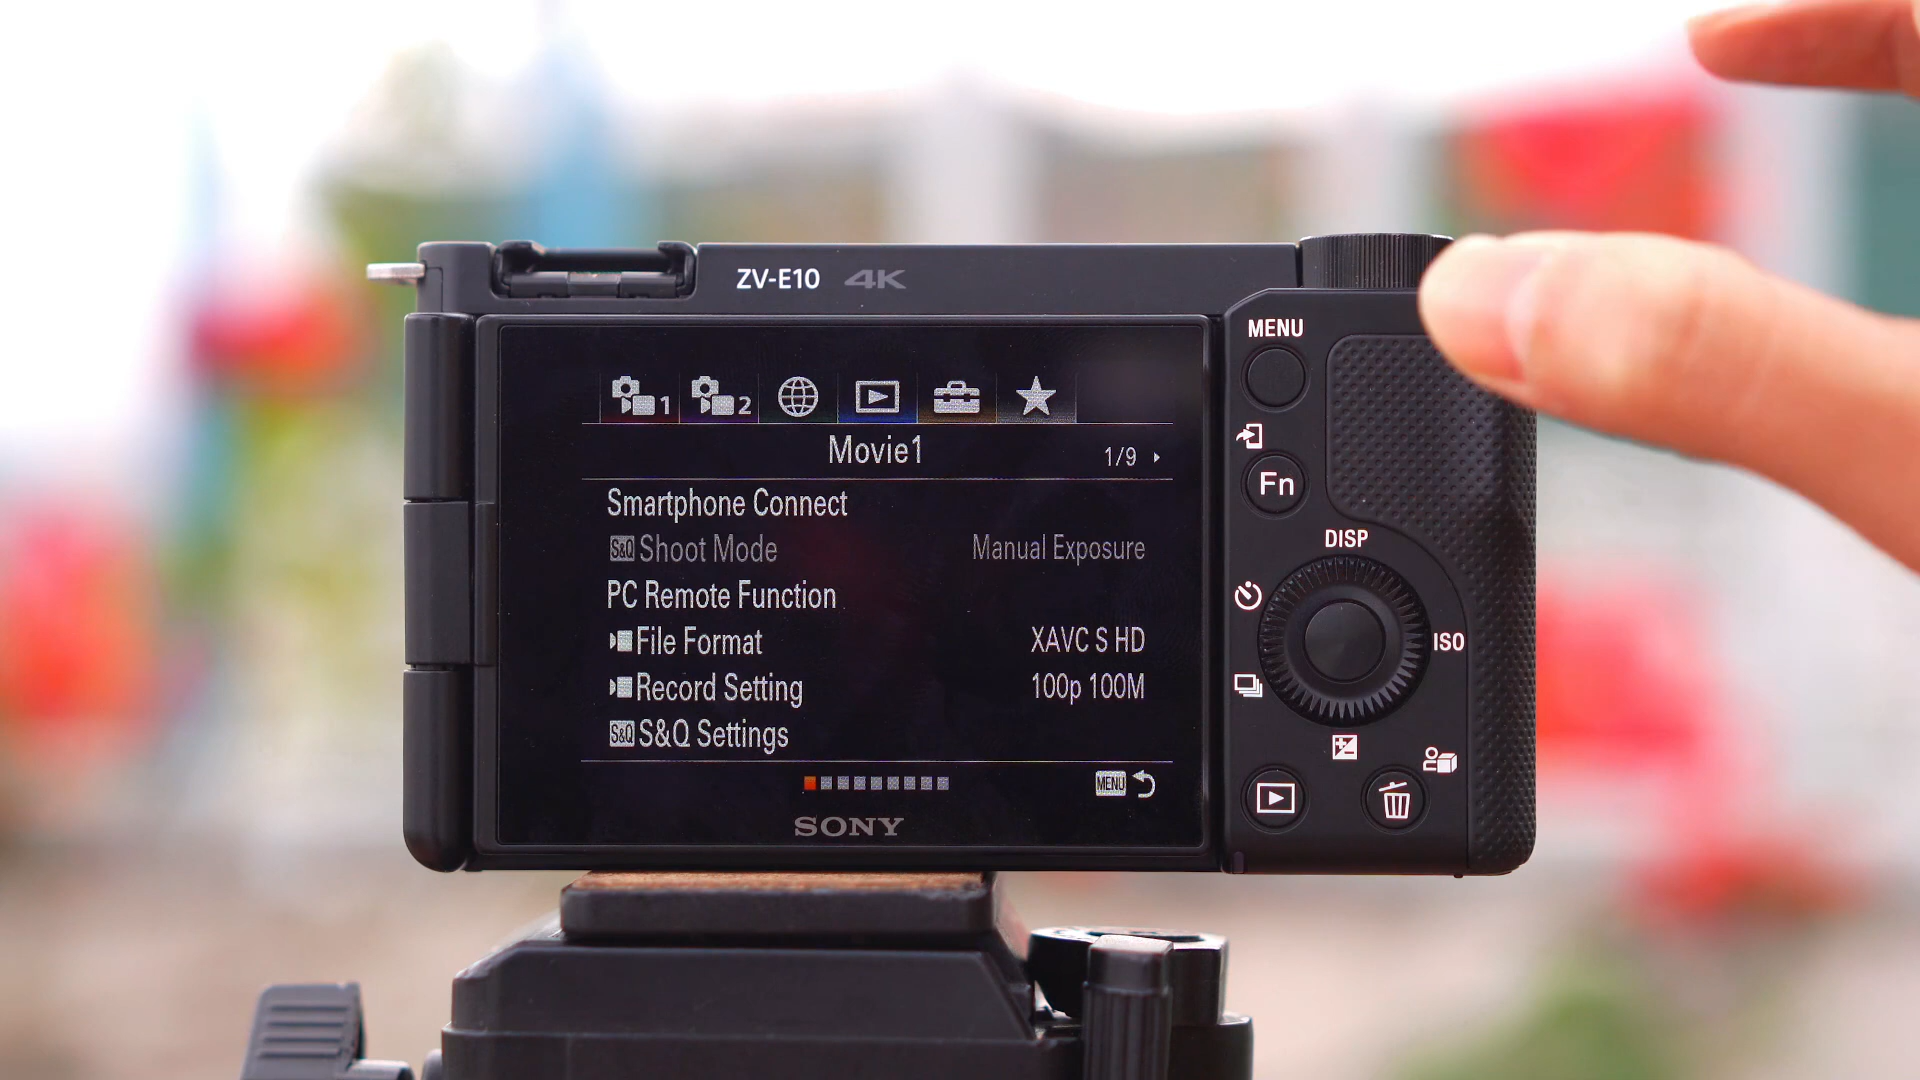 ZV-E10 4K
MENU
1 2
Movie1 1/9
Smartphone Connect
Fn
S&Q Shoot Mode Manual Exposure
DISP
PC Remote Function
File Format XAVC S HD
ISO
Record Setting 100p 100M
S&Q S&Q Settings
MENU
SONY